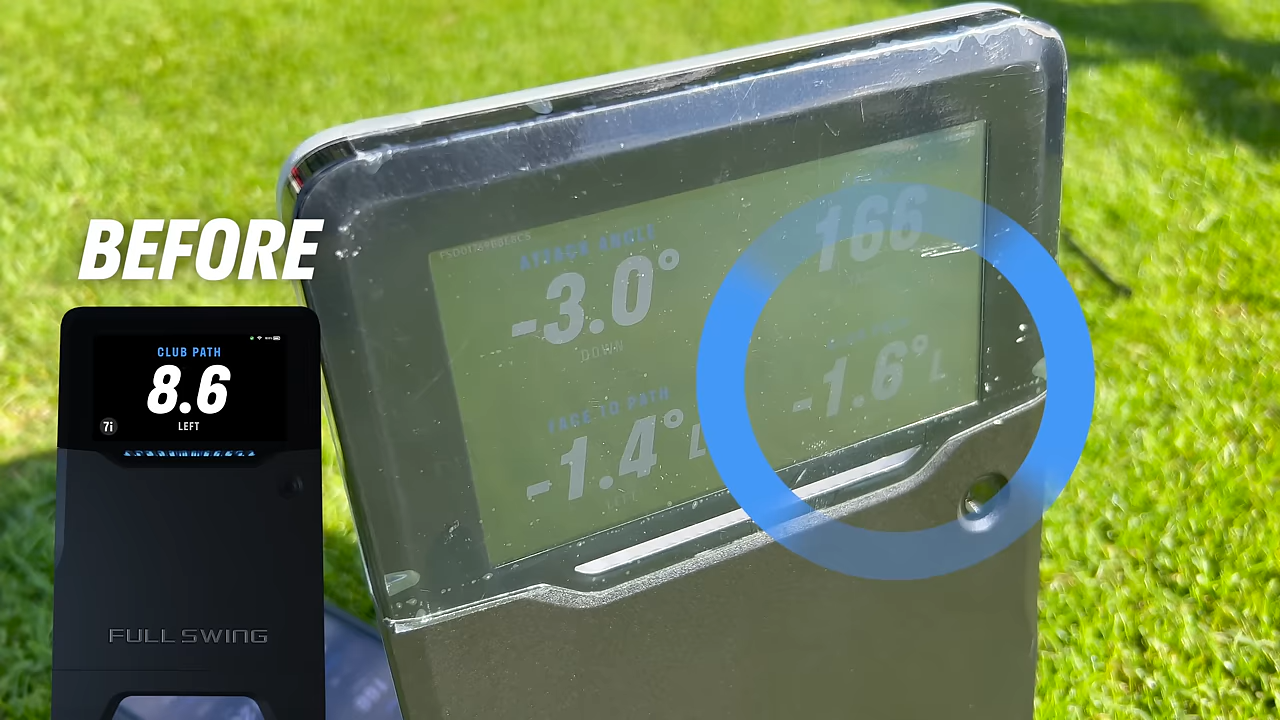 BEFORE
CLUB PATH
8.6
LEFT
7i
FULL SWING
ATTACK ANGLE
-3.0°
DOWN
166
FACE TO PATH
-1.4° L
-1.6° L